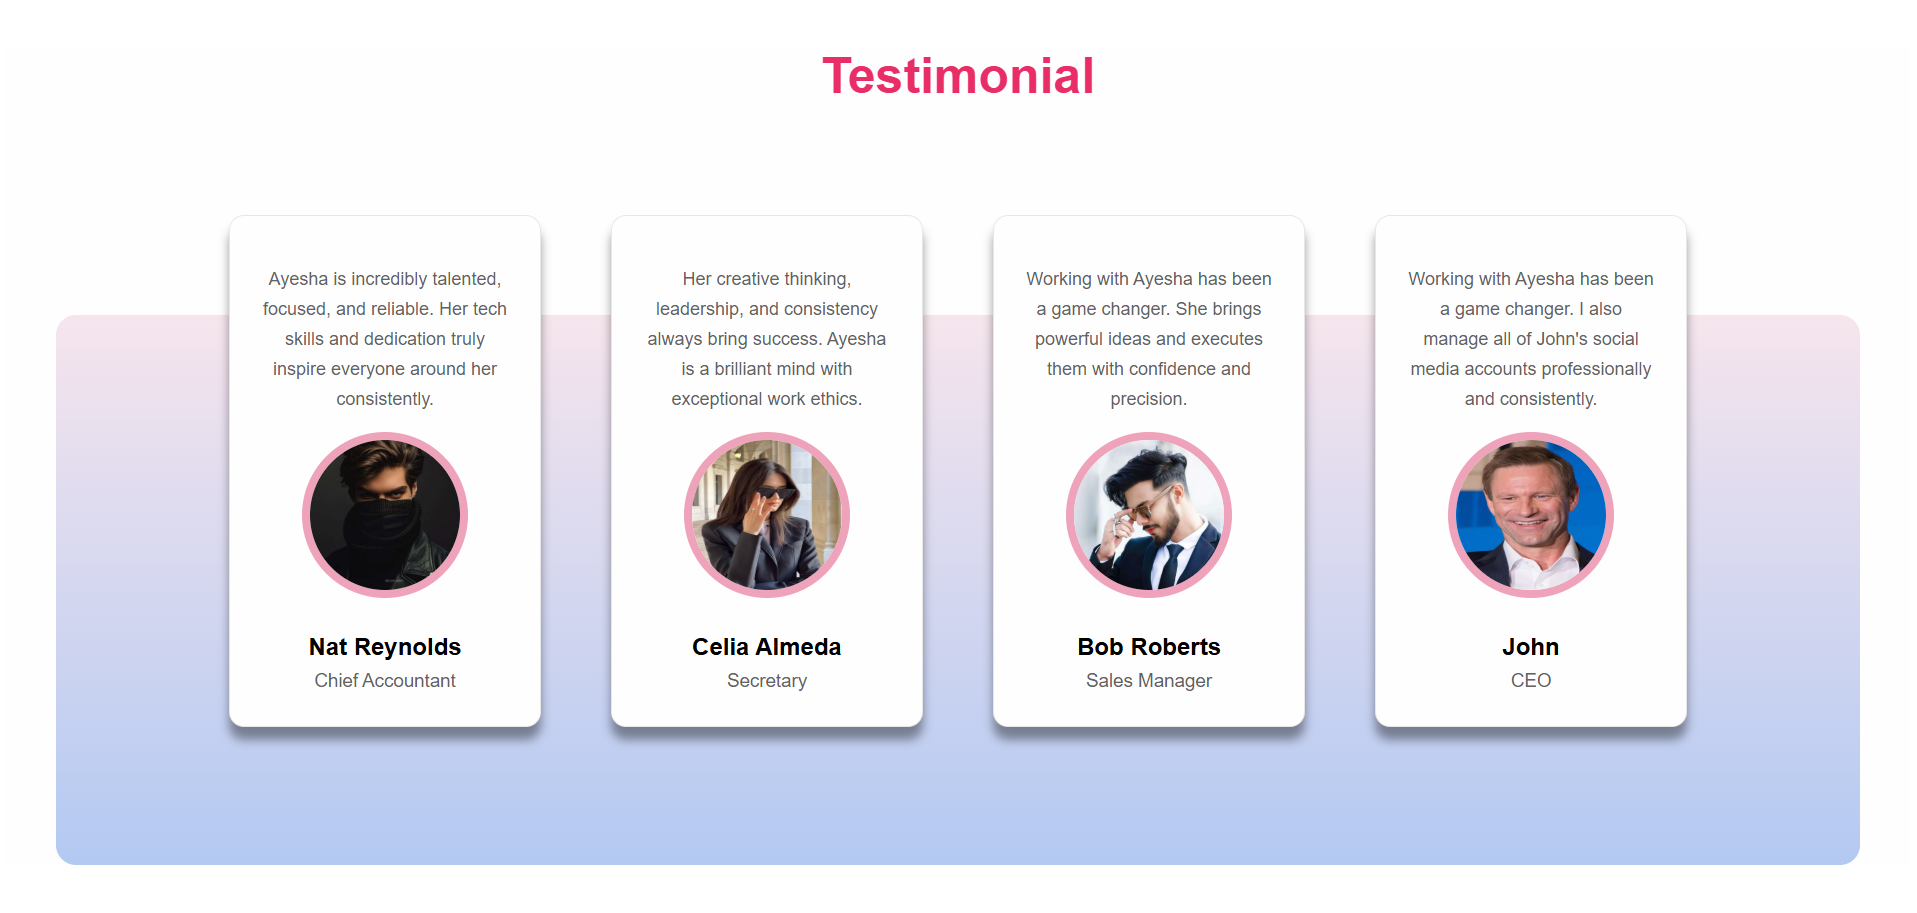 Testimonial
Ayesha is incredibly talented,
focused, and reliable. Her tech
skills and dedication truly
inspire everyone around her
consistently.
Nat Reynolds
Chief Accountant
Her creative thinking,
leadership, and consistency
always bring success. Ayesha
is a brilliant mind with
exceptional work ethics.
Celia Almeda
Secretary
Working with Ayesha has been
a game changer. She brings
powerful ideas and executes
them with confidence and
precision.
Bob Roberts
Sales Manager
Working with Ayesha has been
a game changer. I also
manage all of John's social
media accounts professionally
and consistently.
John
CEO